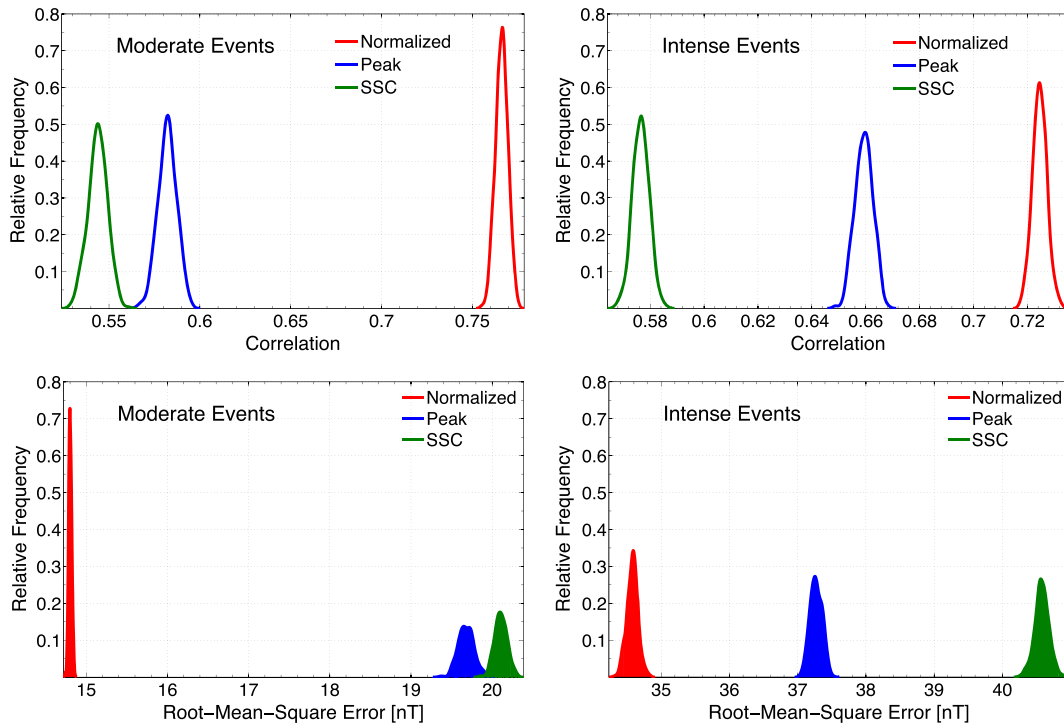 0.8
0.7
0.6
0.5
0.4
0.3
0.2
0.1
Relative Frequency
Moderate Events
Normalized
Peak
SSC
0.55 0.6 0.65 0.7 0.75
Correlation
0.8
0.7
0.6
0.5
0.4
0.3
0.2
0.1
Relative Frequency
Intense Events
Normalized
Peak
SSC
0.58 0.6 0.62 0.64 0.66 0.68 0.7 0.72
Correlation
0.8
0.7
0.6
0.5
0.4
0.3
0.2
0.1
Relative Frequency
Moderate Events
Normalized
Peak
SSC
15 16 17 18 19 20
Root−Mean−Square Error [nT]
0.8
0.7
0.6
0.5
0.4
0.3
0.2
0.1
Relative Frequency
Intense Events
Normalized
Peak
SSC
35 36 37 38 39 40
Root−Mean−Square Error [nT]